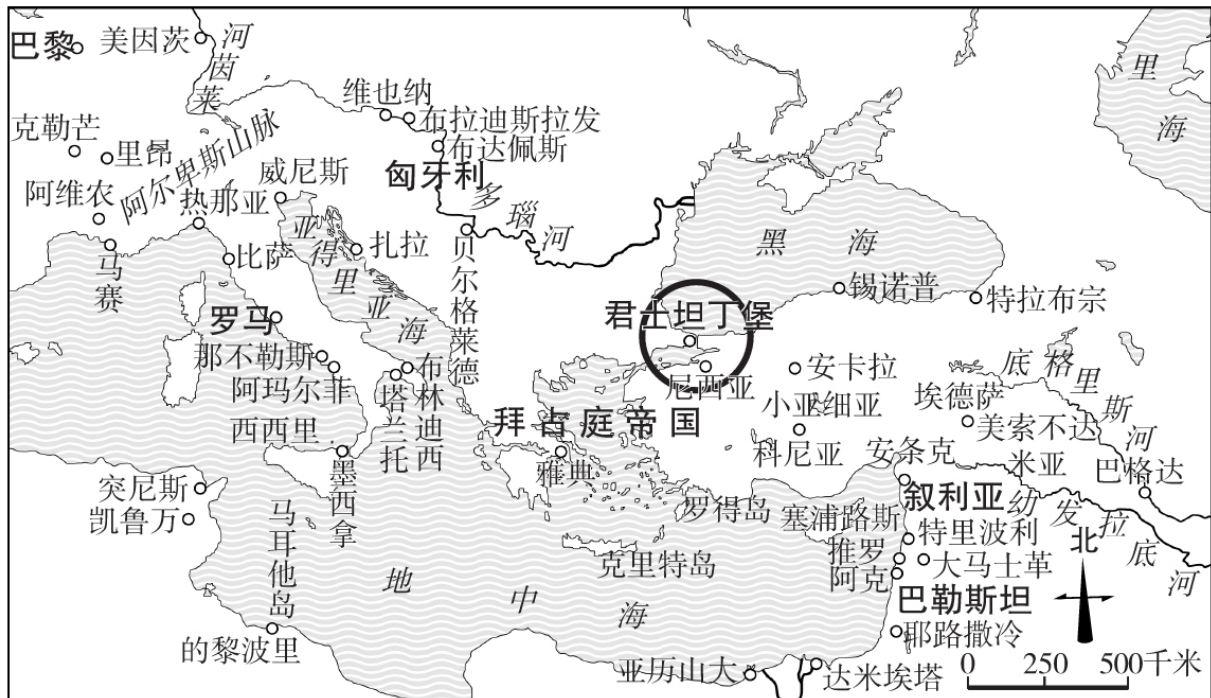 巴黎
美因茨
莱茵河
克勒芒
里昂
阿尔卑斯山脉
维也纳
布拉迪斯拉发
布达佩斯
匈牙利
多瑙河
里海
阿维农
热那亚
威尼斯
马赛
比萨
亚得里亚海
扎拉
贝尔格莱德
黑海
锡诺普
特拉布宗
君士坦丁堡
尼西亚
罗马
那不勒斯
阿玛尔菲
塔兰托
布林迪西
安卡拉
小亚细亚
科尼亚
底格里斯河
埃德萨
美索不达
米亚
巴格达
拜占庭帝国
雅典
西西里
墨西拿
突尼斯
凯鲁万
马耳他岛
的黎波里
地中海
克里特岛
罗得岛
塞浦路斯
安条克
叙利亚
幼发拉底河
特里波利
推罗
阿克
大马士革
巴勒斯坦
耶路撒冷
亚历山大
达米埃塔
北
0 250 500千米